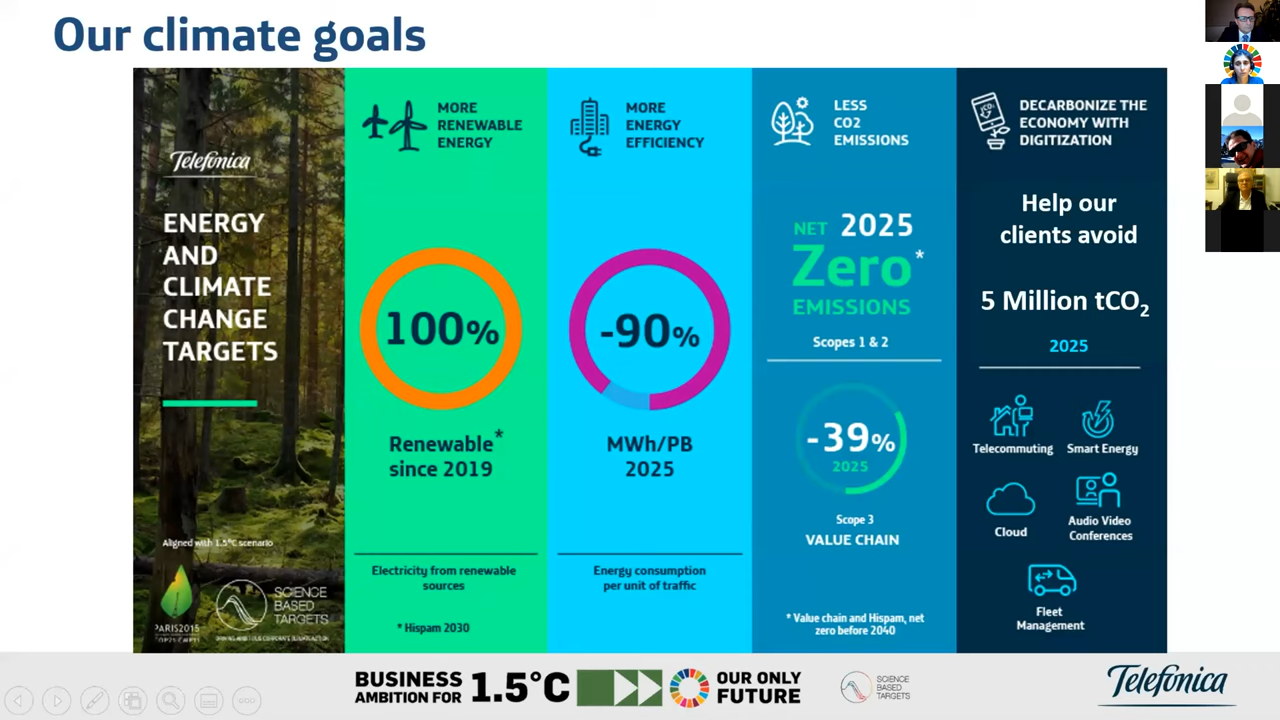 Our climate goals
Telefónica
ENERGY
AND
CLIMATE
CHANGE
TARGETS
Aligned with 1.5°C scenario
PARIS2015
SCIENCE
BASED
TARGETS
MORE
RENEWABLE
ENERGY
100%
Renewable*
since 2019
Electricity from renewable
sources
* Hispam 2030
MORE
ENERGY
EFFICIENCY
-90%
MWh/PB
2025
Energy consumption
per unit of traffic
LESS
CO2
EMISSIONS
NET 2025
Zero*
EMISSIONS
Scopes 1 & 2
-39%
2025
Scope 3
VALUE CHAIN
* Value chain and Hispam, net
zero before 2040
DECARBONIZE THE
ECONOMY WITH
DIGITIZATION
Help our
clients avoid
5 Million tCO₂
2025
Telecommuting
Smart Energy
Cloud
Audio Video
Conferences
Fleet
Management
BUSINESS
AMBITION FOR
1.5°C
OUR ONLY
FUTURE
SCIENCE
BASED
TARGETS
Telefónica